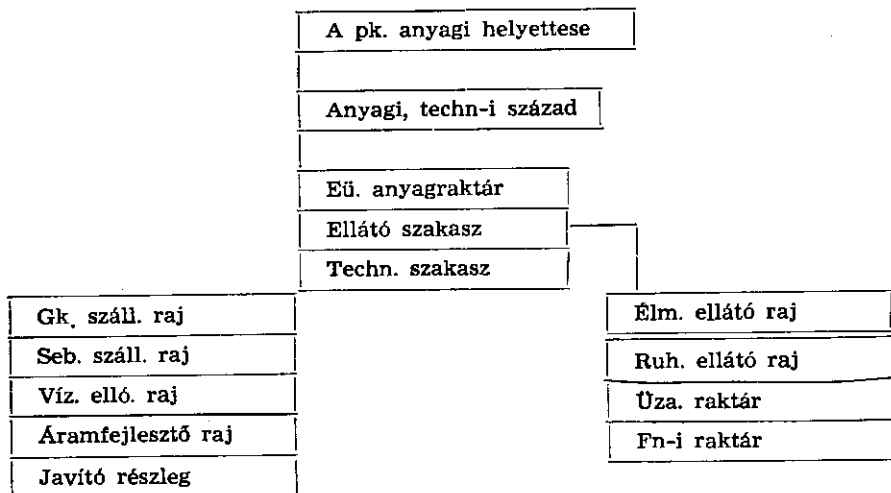 A pk. anyagi helyettese
Anyagi, techn-i század
Eü. anyagraktár
Ellátó szakasz
Techn. szakasz
Gk. száll. raj
Seb. száll. raj
Víz. elló. raj
Áramfejlesztő raj
Javító részleg
Élm. ellátó raj
Ruh. ellátó raj
Üza. raktár
Fn-i raktár